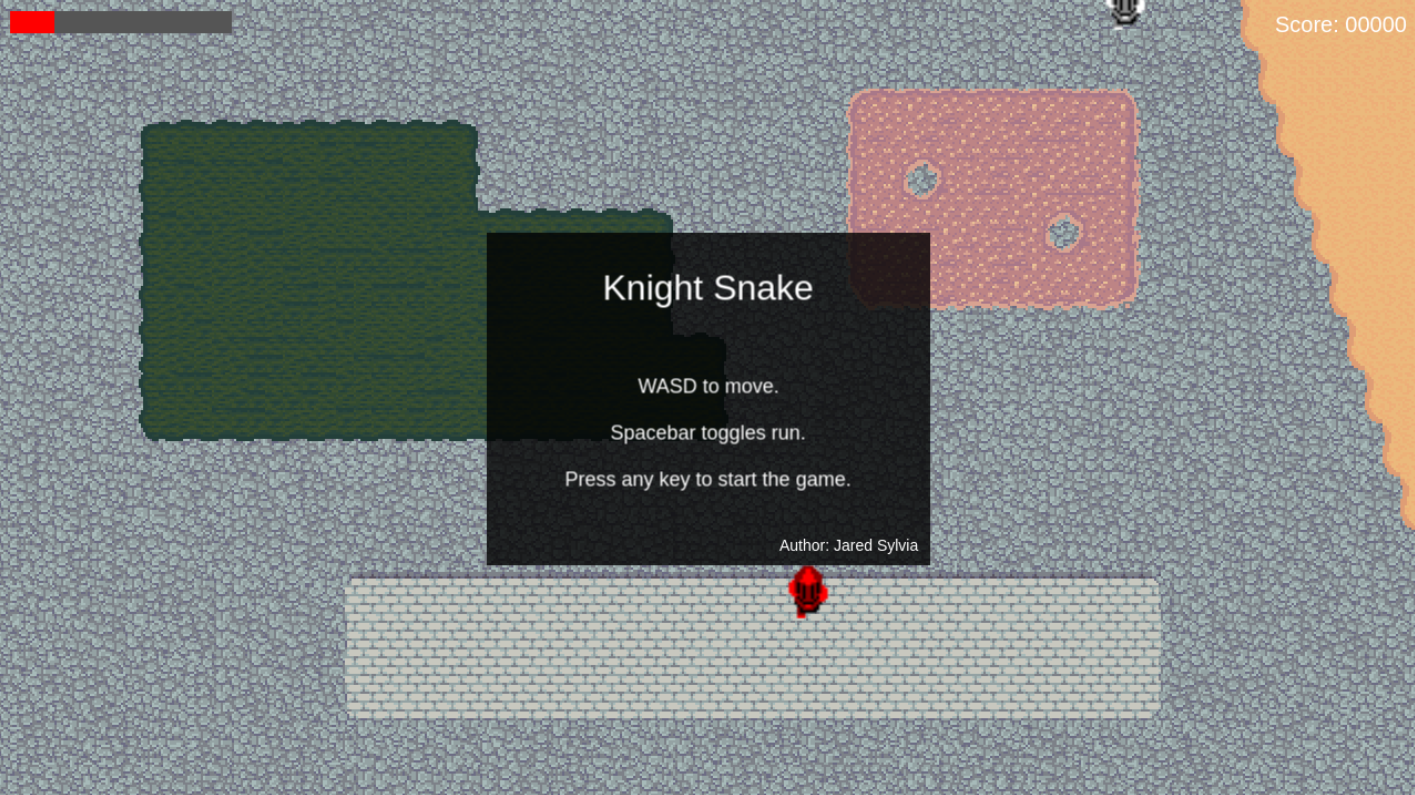 Score: 00000
Knight Snake
WASD to move.
Spacebar toggles run.
Press any key to start the game.
Author: Jared Sylvia